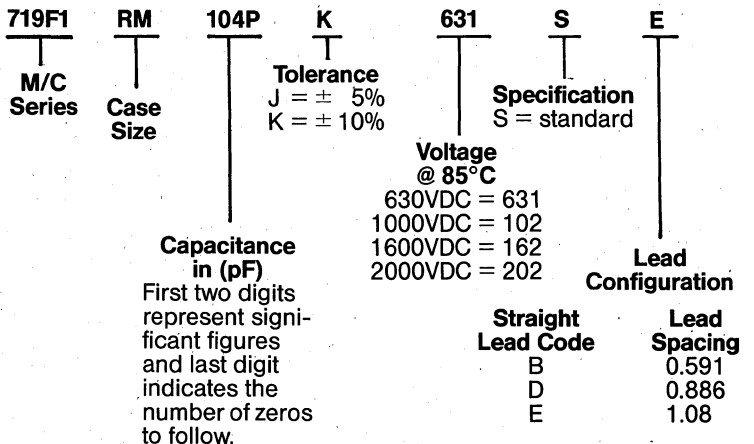 719F1 RM 104P K 631 S E
M/C
Series
Case
Size
Tolerance
J = ± 5%
K = ± 10%
Specification
S = standard
Voltage
@ 85°C
630VDC = 631
1000VDC = 102
1600VDC = 162
2000VDC = 202
Capacitance
in (pF)
First two digits
represent signi-
ficant figures
and last digit
indicates the
number of zeros
to follow.
Lead
Configuration
Straight Lead
Lead Code Spacing
B 0.591
D 0.886
E 1.08